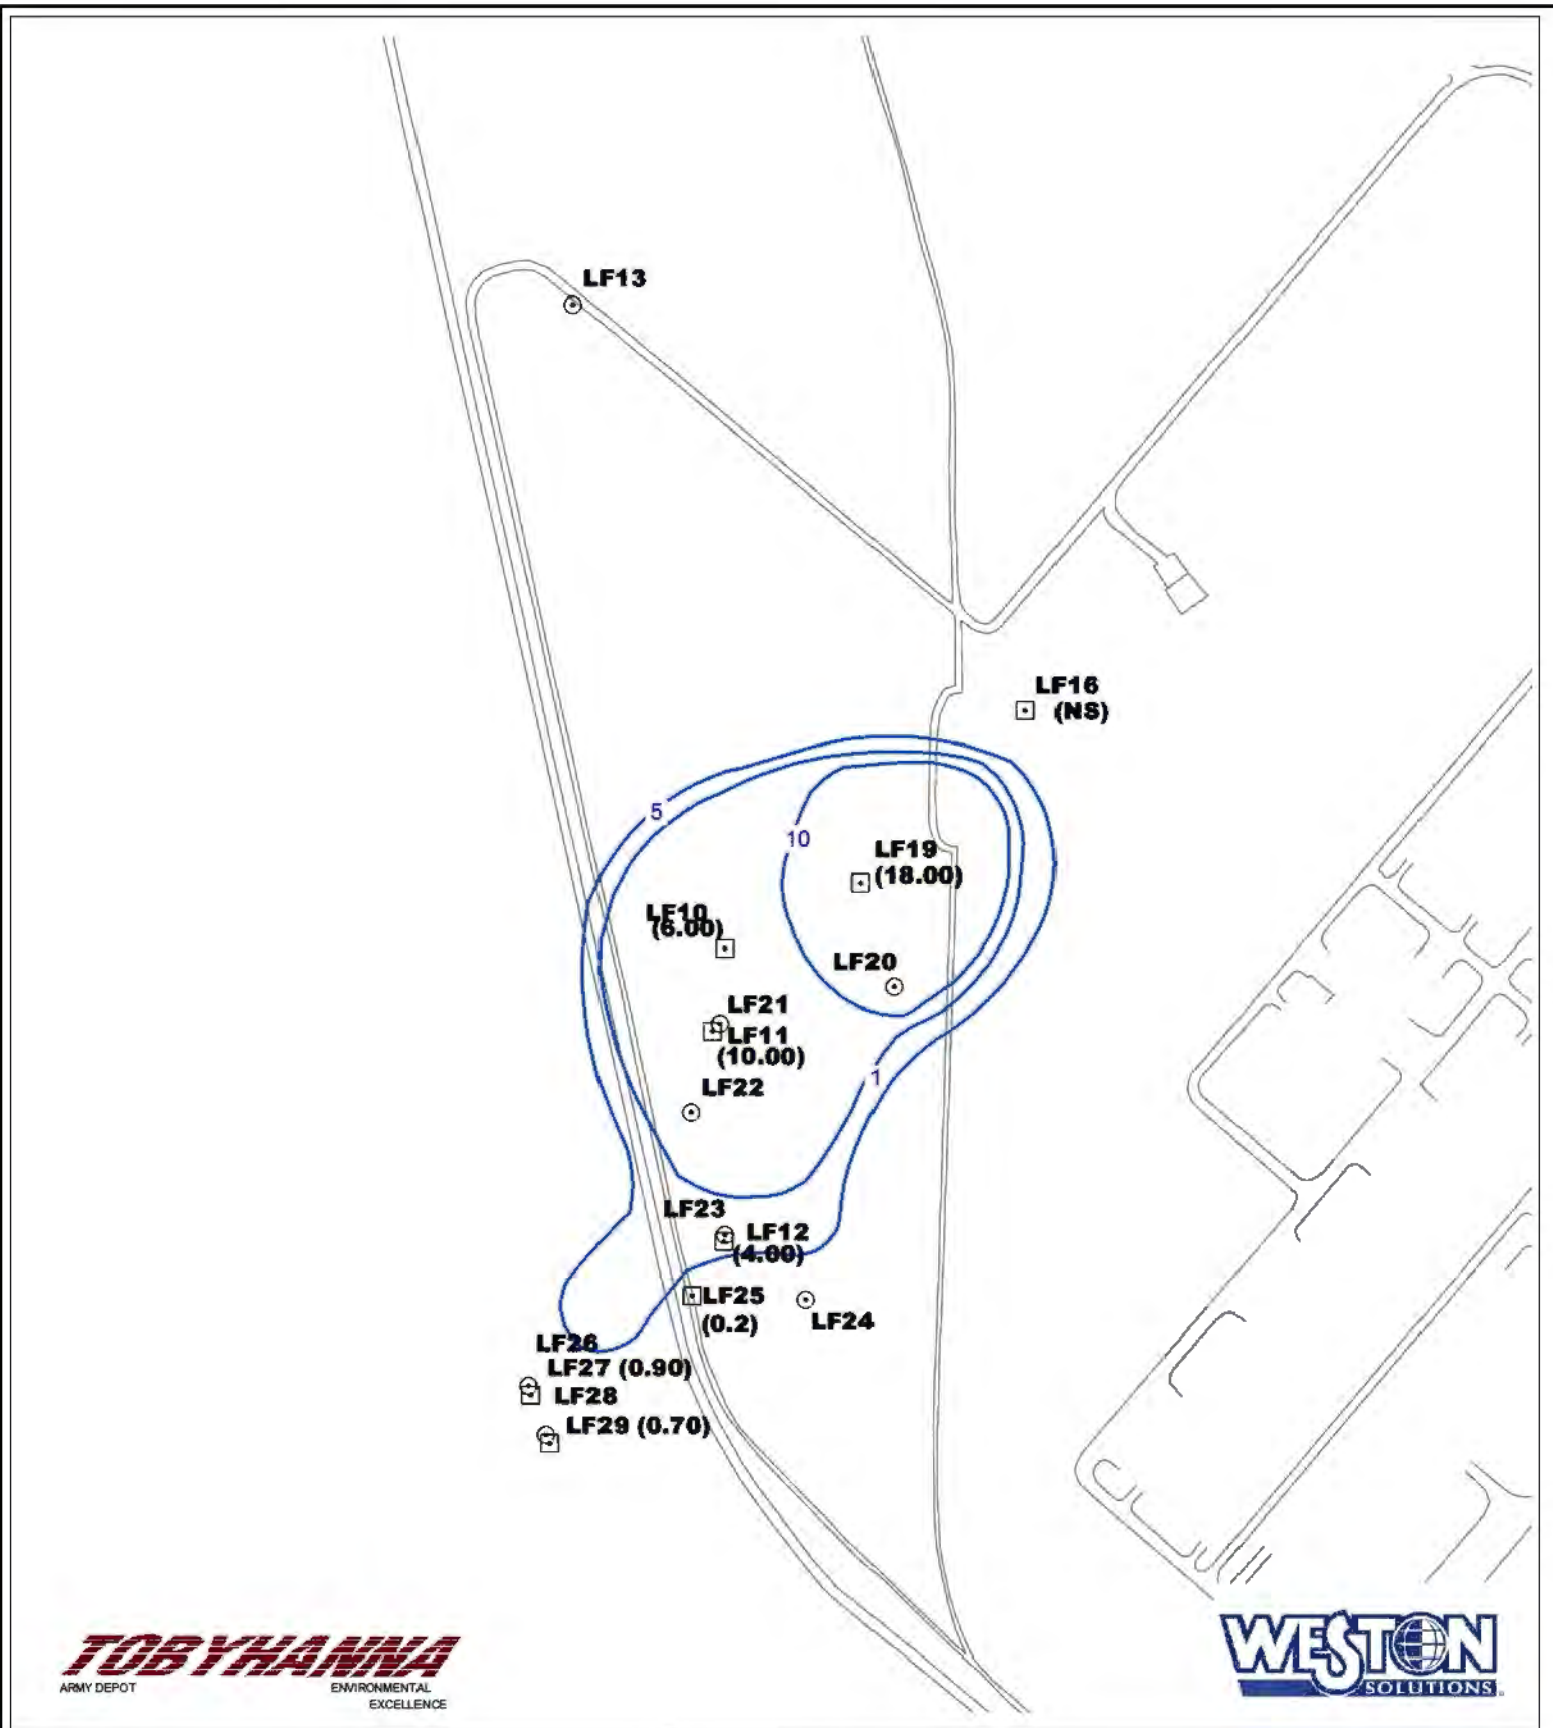 LF13
LF16
(NS)
5
10
LF19
(18.00)
LF10
(6.00)
LF20
LF21
LF11
(10.00)
1
LF22
LF23
LF12
(4.00)
LF25
(0.2)
LF24
LF26
LF27 (0.90)
LF28
LF29 (0.70)
TOBYHANNA
ARMY DEPOT
ENVIRONMENTAL
EXCELLENCE
WESTON
SOLUTIONS